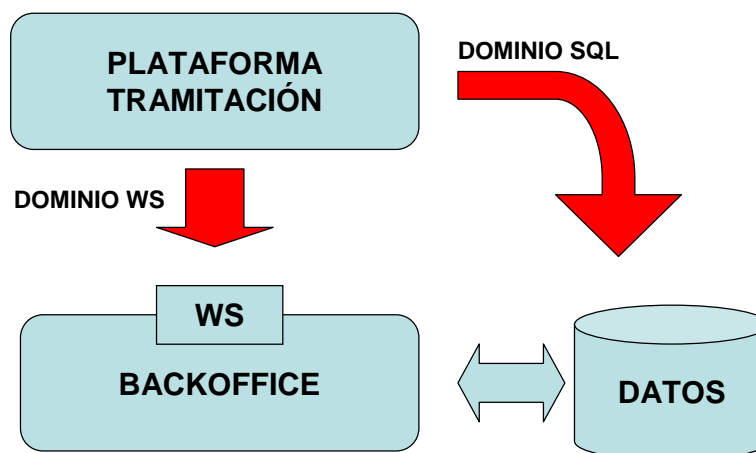 PLATAFORMA
TRAMITACIÓN
DOMINIO SQL
DOMINIO WS
WS
BACKOFFICE
DATOS